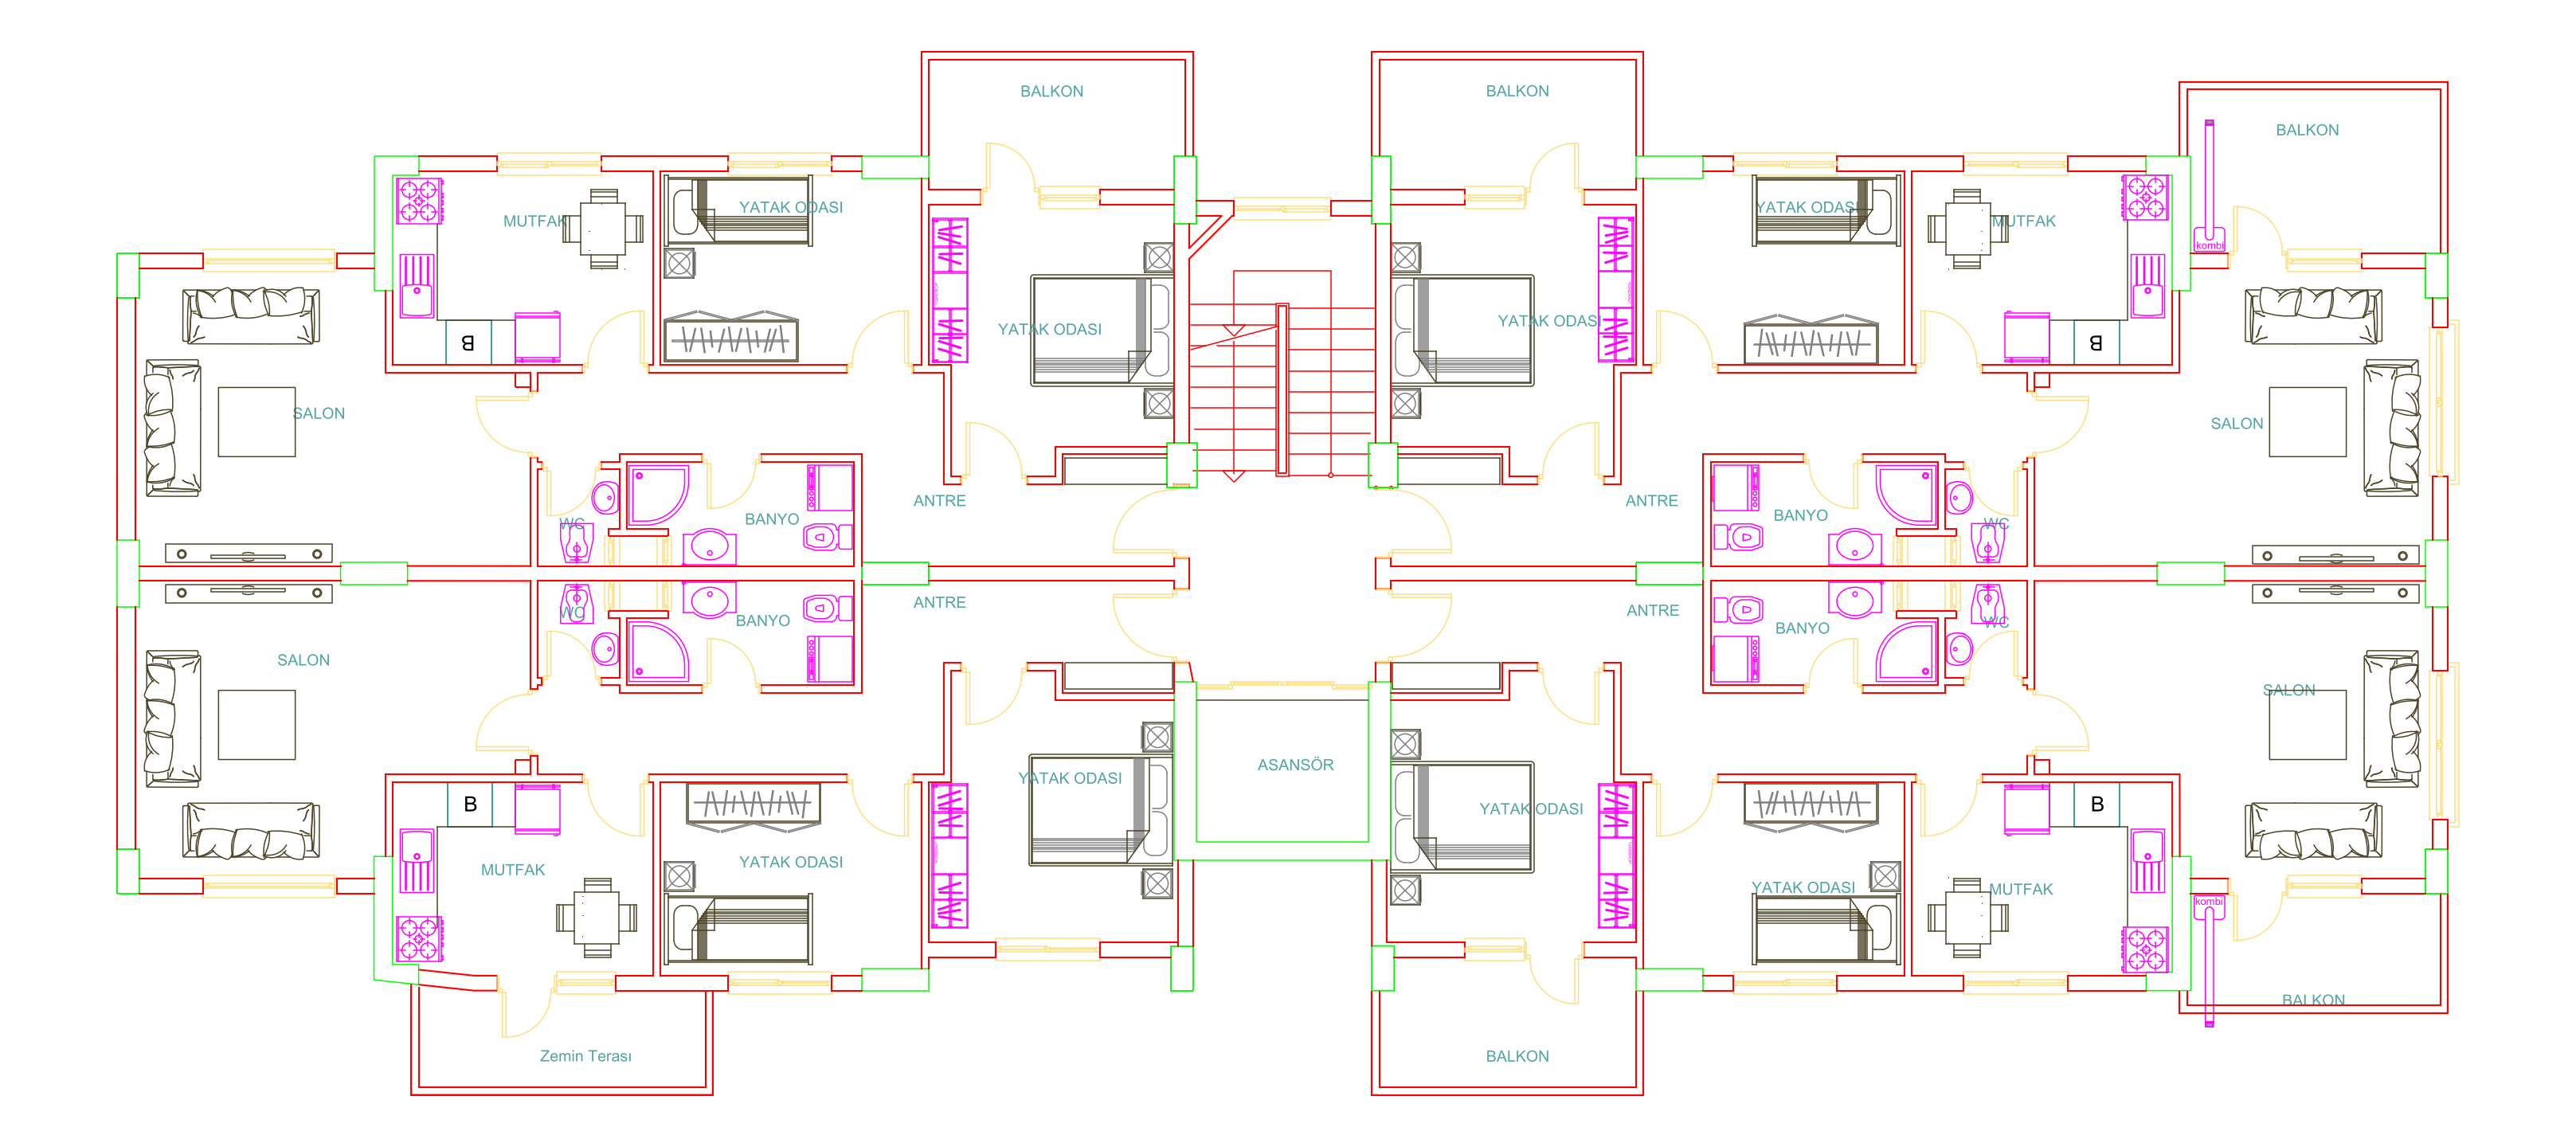 BALKON
BALKON
BALKON
MUTFAK
YATAK ODASI
YATAK ODASI
MUTFAK
kombi
YATAK ODASI
YATAK ODASI
B
B
SALON
SALON
ANTRE
ANTRE
WC
BANYO
BANYO
WC
WC
BANYO
ANTRE
ANTRE
BANYO
WC
SALON
SALON
YATAK ODASI
ASANSÖR
YATAK ODASI
B
B
MUTFAK
YATAK ODASI
YATAK ODASI
MUTFAK
kombi
BALKON
Zemin Terası
BALKON